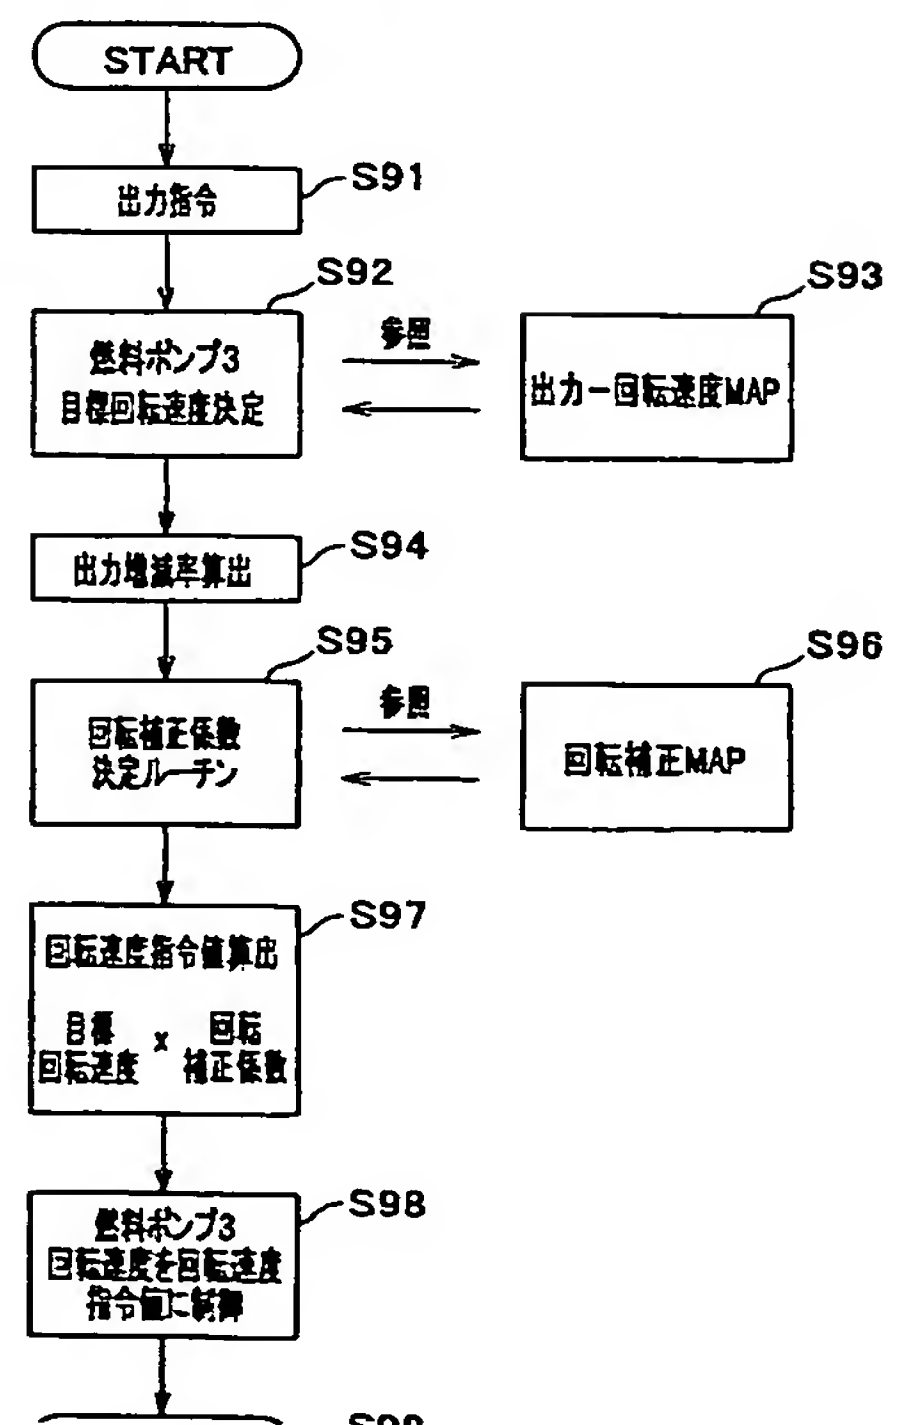 START
S91
出力指令
S92
燃料ポンプ3
目標回転速度決定
参照
S93
出力ー回転速度MAP
S94
出力増減率算出
S95
回転補正係数
決定ルーチン
参照
S96
回転補正MAP
S97
回転速度指令値算出
目標
回転速度
x
回転
補正係数
S98
燃料ポンプ3
回転速度を回転速度
指令値に制御